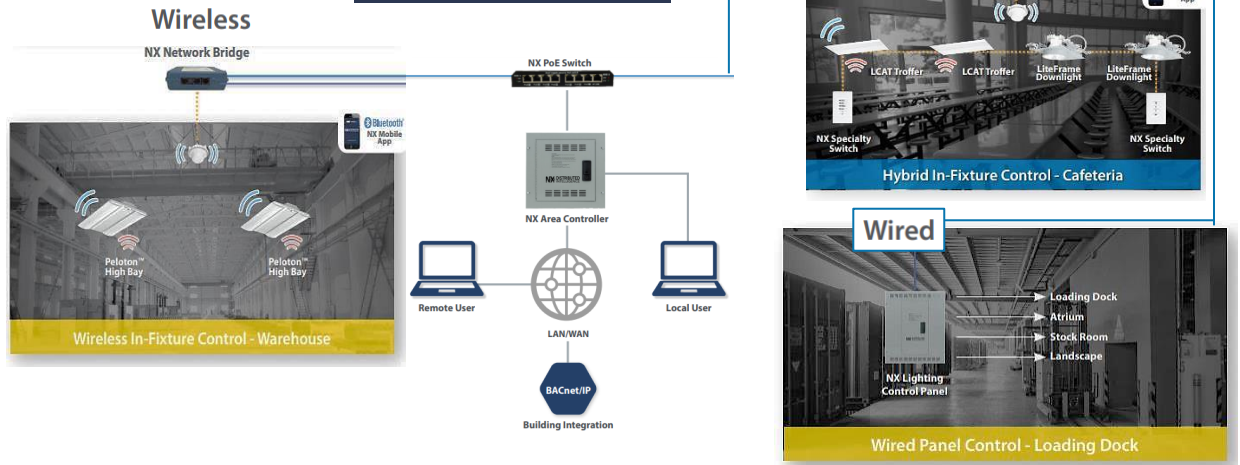 Wireless
NX Network Bridge
Bluetooth
NX Mobile
App
Peloton™
High Bay
Peloton™
High Bay
Wireless In-Fixture Control - Warehouse
NX PoE Switch
NX DISTRIBUTED
NX Area Controller
Remote User
Local User
LAN/WAN
BACnet/IP
Building Integration
App
LCAT Troffer
LCAT Troffer
LiteFrame
Downlight
LiteFrame
Downlight
NX Specialty
Switch
NX Specialty
Switch
Hybrid In-Fixture Control - Cafeteria
Wired
Loading Dock
Atrium
Stock Room
Landscape
NX Lighting
Control Panel
Wired Panel Control - Loading Dock